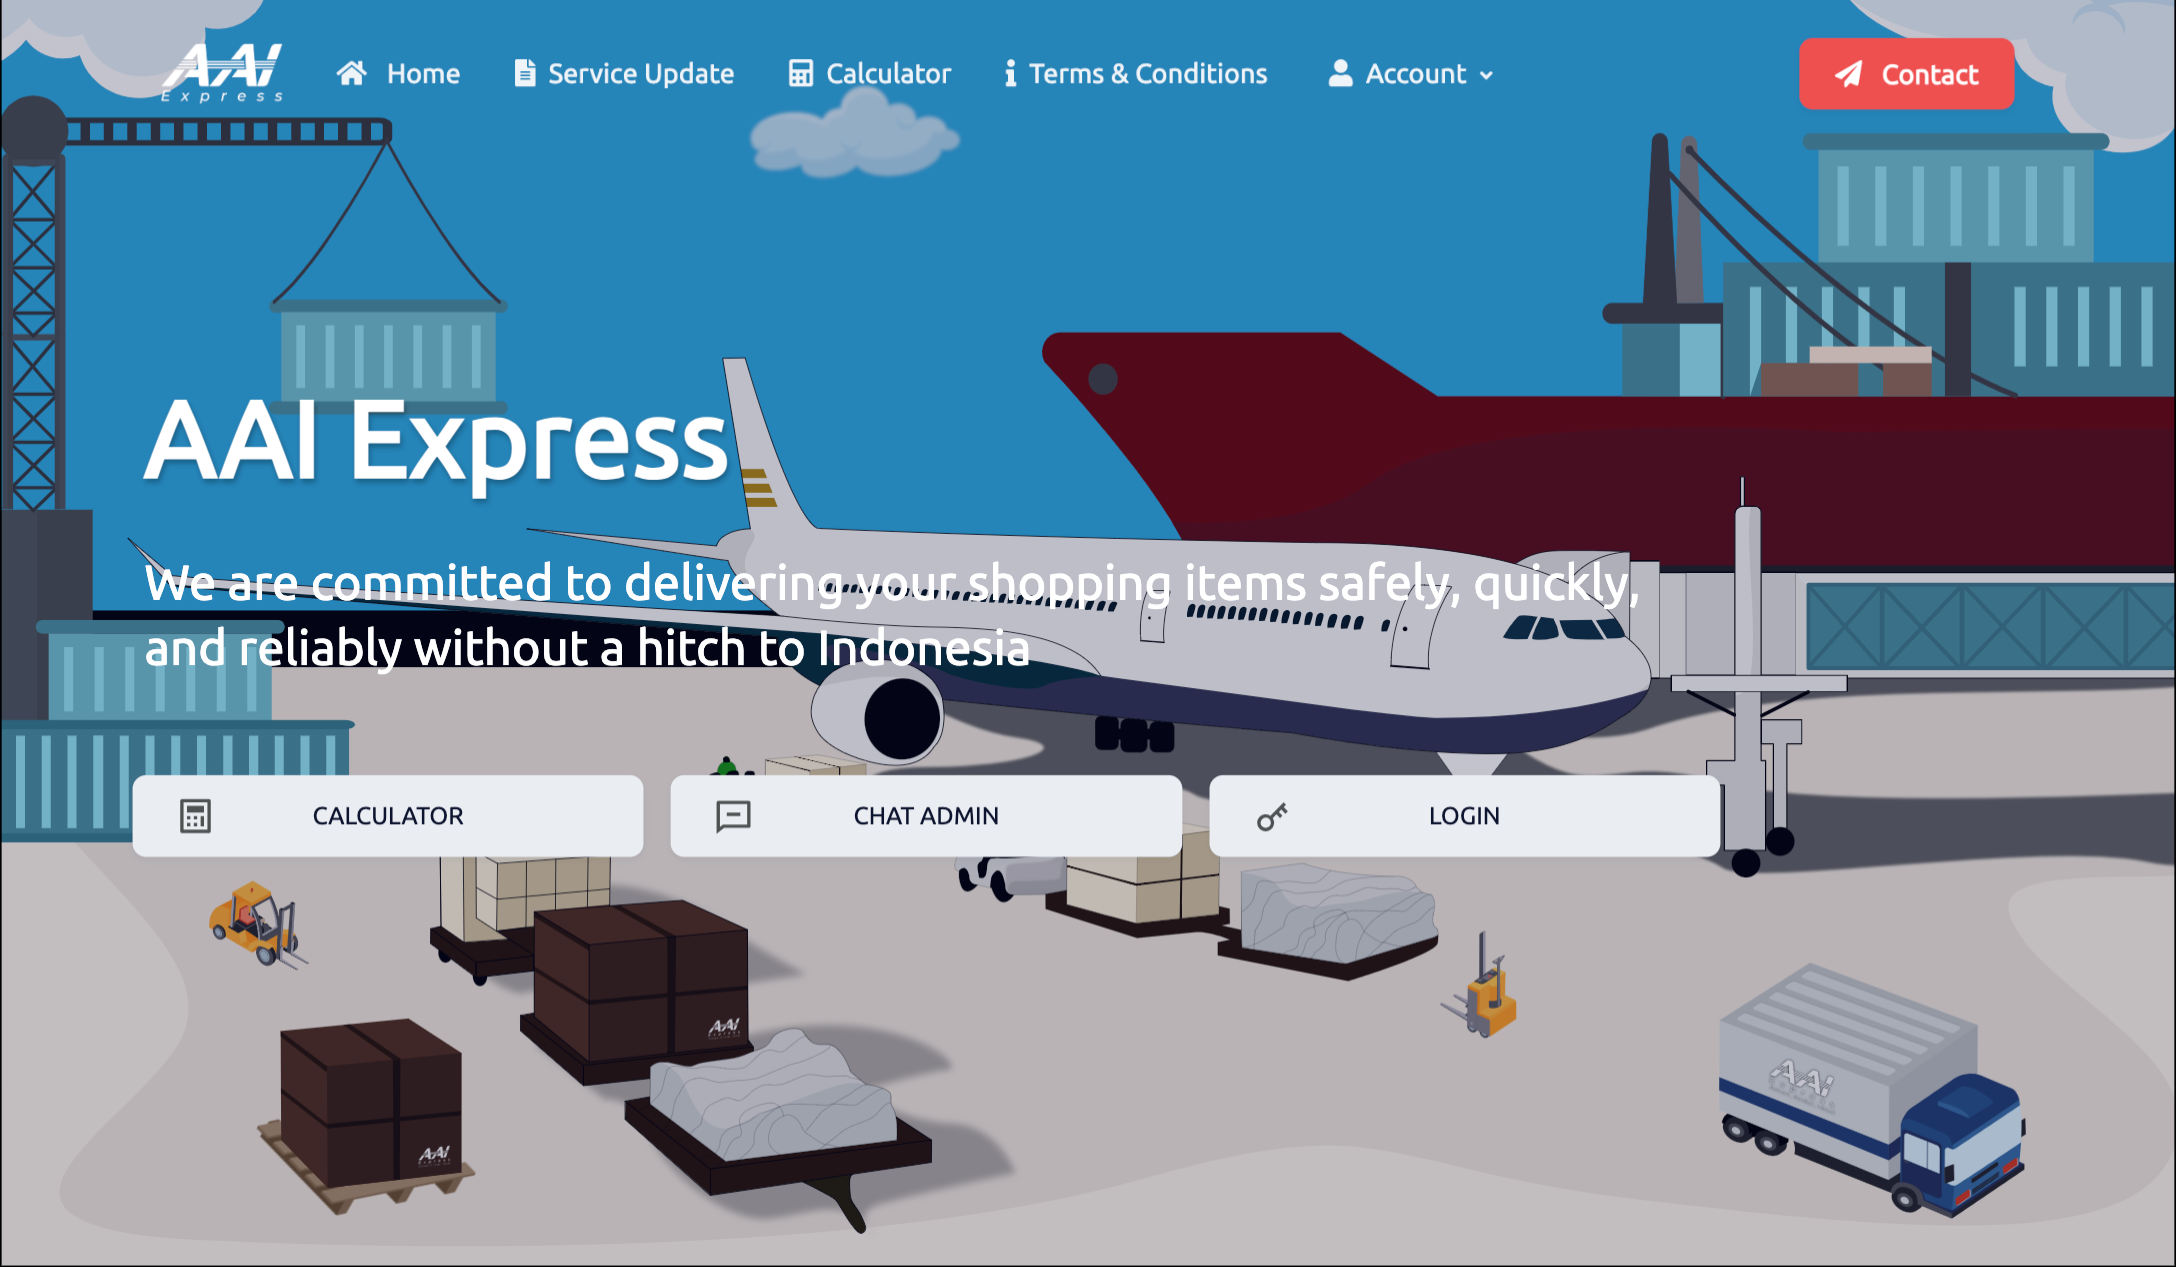 AAI
Express
Home
Service Update
Calculator
Terms & Conditions
Account
Contact
AAI Express
We are committed to delivering your shopping items safely, quickly,
and reliably without a hitch to Indonesia
CALCULATOR
CHAT ADMIN
LOGIN
AAI
AAI
AAI